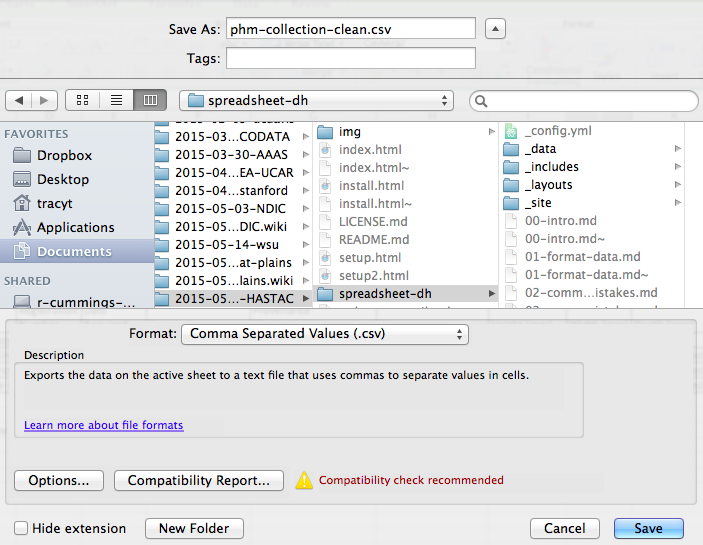 Save As: phm-collection-clean.csv
Tags:
spreadsheet-dh
FAVORITES
Dropbox
Desktop
tracyt
Applications
Documents
SHARED
r-cummings-...
2015-03...CODATA
2015-03-30-AAAS
2015-04...EA-UCAR
2015-04...stanford
2015-05-03-NDIC
2015-05...DIC.wiki
2015-05-14-wsu
2015-05...at-plains
2015-05...lains.wiki
2015-05...-HASTAC
img
index.html
index.html~
install.html
install.html~
LICENSE.md
README.md
setup.html
setup2.html
spreadsheet-dh
_config.yml
_data
_includes
_layouts
_site
00-intro.md
00-intro.md~
01-format-data.md
01-format-data.md~
02-comm...istakes.md
Format: Comma Separated Values (.csv)
Description
Exports the data on the active sheet to a text file that uses commas to separate values in cells.
Learn more about file formats
Options... Compatibility Report... Compatibility check recommended
Hide extension New Folder Cancel Save